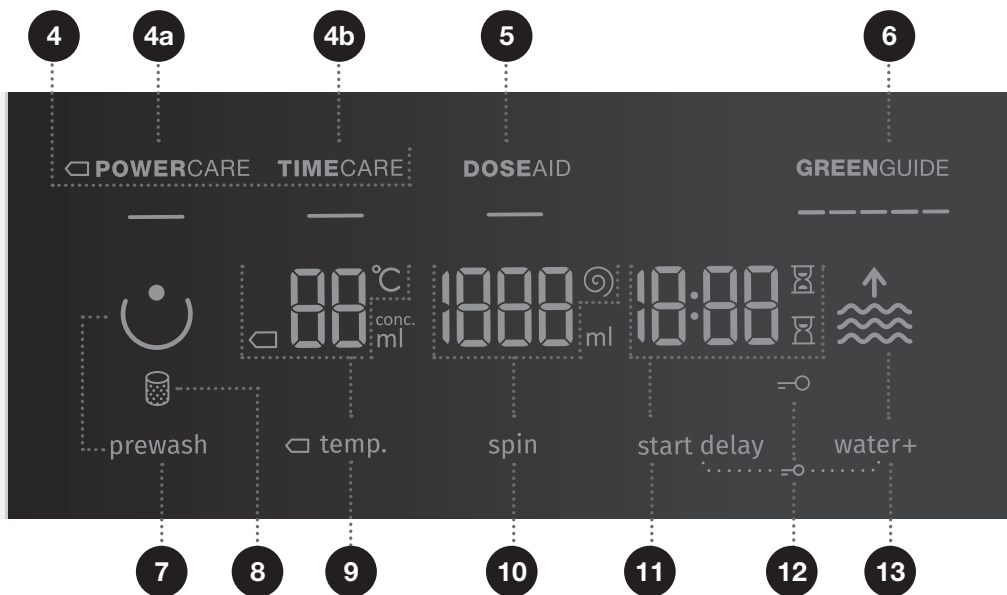 4 4a 4b 5 6
POWERCARE TIMECARE DOSEAID GREENGUIDE
88 °C 1888 18:88
conc.
ml ml
prewash temp. spin start delay water+
7 8 9 10 11 12 13